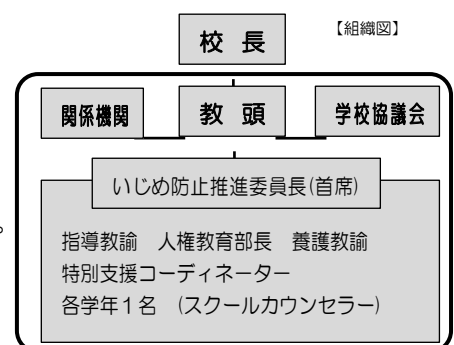 【組織図】
校 長
関係機関 教 頭 学校協議会
いじめ防止推進委員長(首席)
。
指導教諭 人権教育部長 養護教諭
特別支援コーディネーター
各学年1名 (スクールカウンセラー)